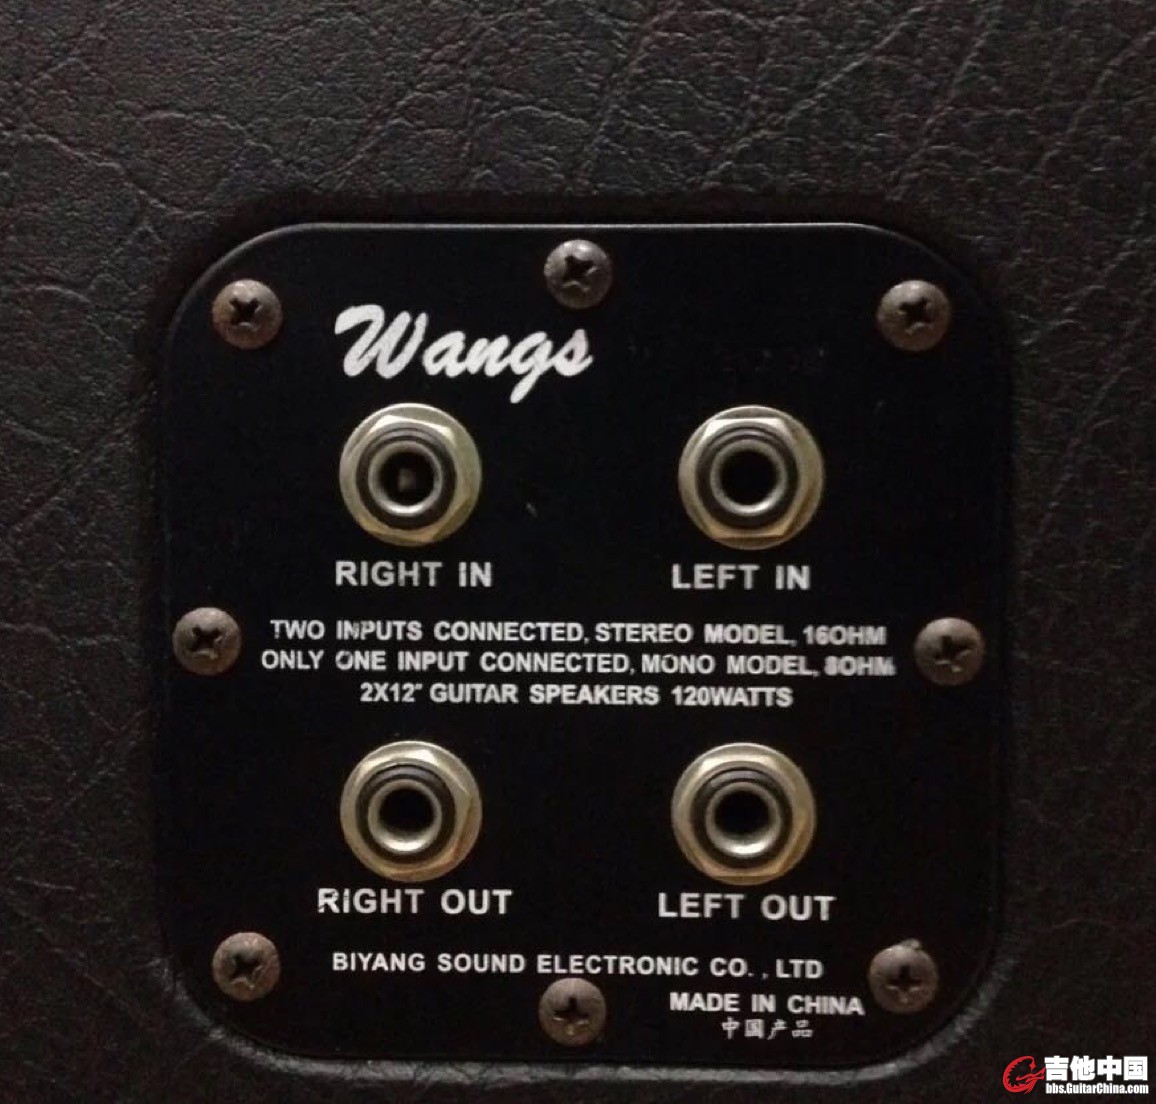 Wangs
RIGHT IN
LEFT IN
TWO INPUTS CONNECTED, STEREO MODEL, 16OHM
ONLY ONE INPUT CONNECTED, MONO MODEL, 8OHM
2X12" GUITAR SPEAKERS 120WATTS
RIGHT OUT
LEFT OUT
BIYANG SOUND ELECTRONIC CO., LTD
MADE IN CHINA
中国产品
吉他中国
bbs.GuitarChina.com